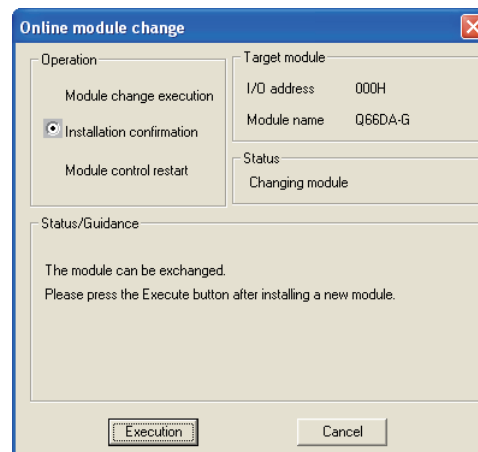 Online module change
Operation
Module change execution
Installation confirmation
Module control restart
Target module
I/O address 000H
Module name Q66DA-G
Status
Changing module
Status/Guidance
The module can be exchanged.
Please press the Execute button after installing a new module.
Execution Cancel